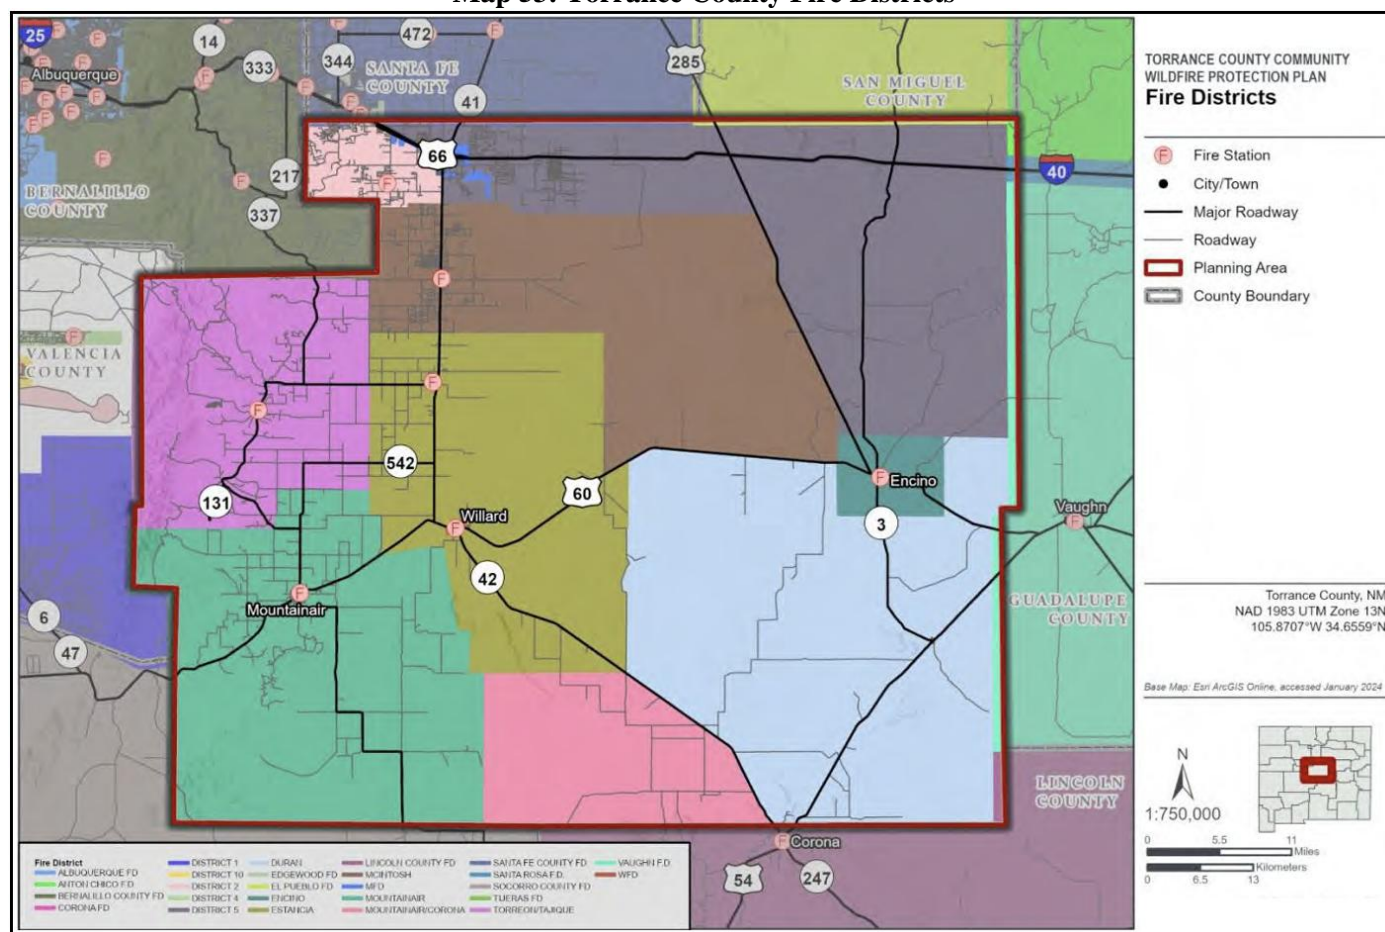 Map 35: Torrance County Fire Districts
25
14
472
333
344
285
Albuquerque
SANTA FE
COUNTY
SAN MIGUEL
COUNTY
41
66
40
217
BERNALILLO
COUNTY
337
VALENCIA
COUNTY
542
131
60
Encino
Willard
3
Vaughn
42
Mountainair
GUADALUPE
COUNTY
6
47
LINCOLN
COUNTY
Corona
54
247
TORRANCE COUNTY COMMUNITY
WILDFIRE PROTECTION PLAN
Fire Districts
F Fire Station
City/Town
Major Roadway
Roadway
Planning Area
County Boundary
Torrance County, NM
NAD 1983 UTM Zone 13N
105.8707°W 34.6559°N
Base Map: Esri ArcGIS Online, accessed January 2024
N
1:750,000
0 5.5 11
Miles
Kilometers
0 6.5 13
Fire District
ALBUQUERQUE FD
ANTON CHICO F.D.
BERNALILLO COUNTY FD
CORONA FD
DISTRICT 1
DISTRICT 10
DISTRICT 2
DISTRICT 4
DISTRICT 5
DURAN
EDGEWOOD FD
EL PUEBLO FD
ENCINO
ESTANCIA
LINCOLN COUNTY FD
MCINTOSH
MFD
MOUNTAINAIR
MOUNTAINAIR/CORONA
SANTA FE COUNTY FD
SANTA ROSA F.D.
SOCORRO COUNTY FD
TIJERAS FD
TORREON/TAJIQUE
VAUGHN F.D.
WFD